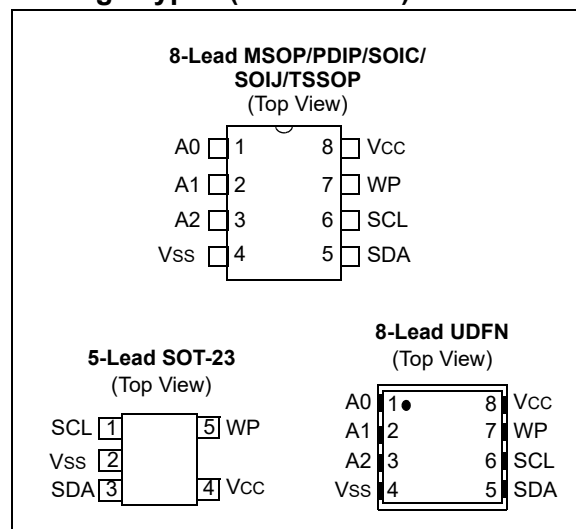 8-Lead MSOP/PDIP/SOIC/
SOIJ/TSSOP
(Top View)
A0 1 8 VCC
A1 2 7 WP
A2 3 6 SCL
VSS 4 5 SDA
5-Lead SOT-23
(Top View)
SCL 1 5 WP
VSS 2
SDA 3 4 VCC
8-Lead UDFN
(Top View)
A0 1 8 VCC
A1 2 7 WP
A2 3 6 SCL
VSS 4 5 SDA